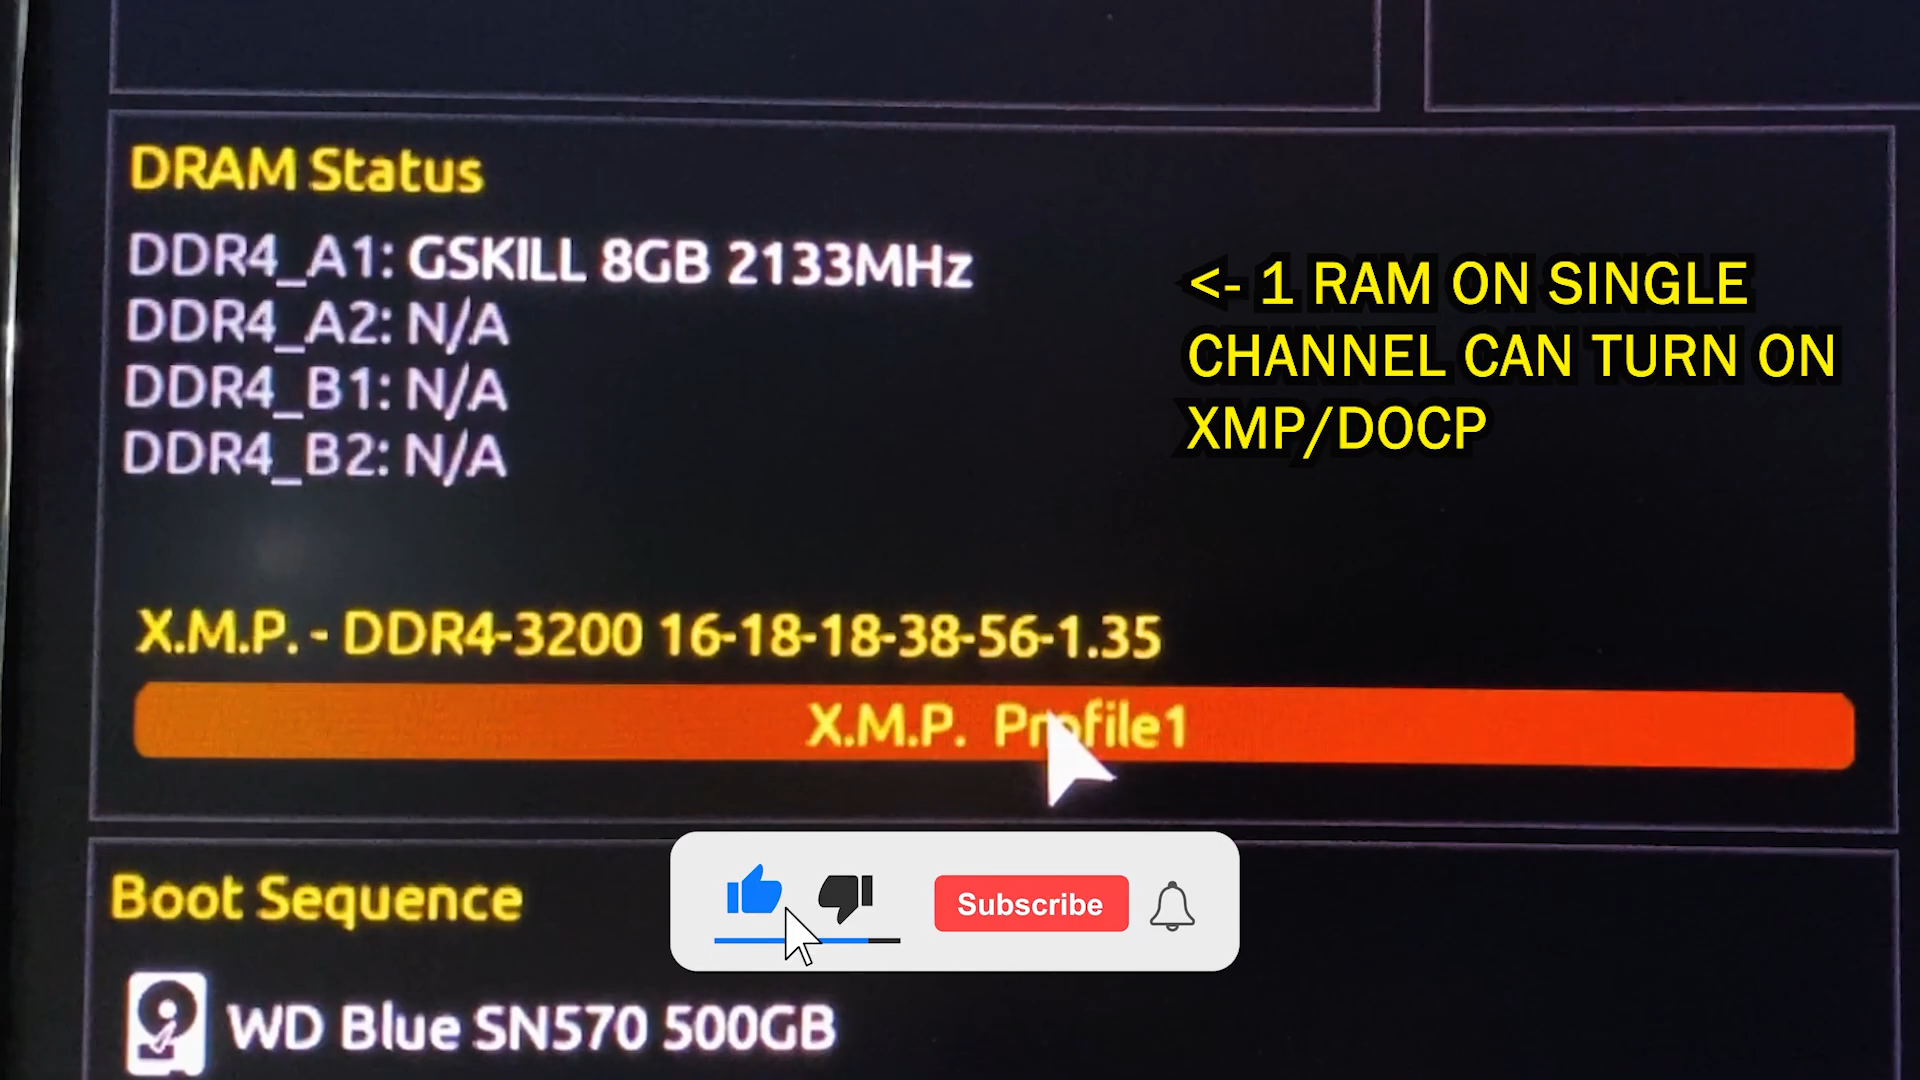 DRAM Status
DDR4_A1: GSKILL 8GB 2133MHz
DDR4_A2: N/A
DDR4_B1: N/A
DDR4_B2: N/A
<- 1 RAM ON SINGLE
CHANNEL CAN TURN ON
XMP/DOCP
X.M.P. - DDR4-3200 16-18-18-38-56-1.35
X.M.P. Profile1
Subscribe
Boot Sequence
WD Blue SN570 500GB